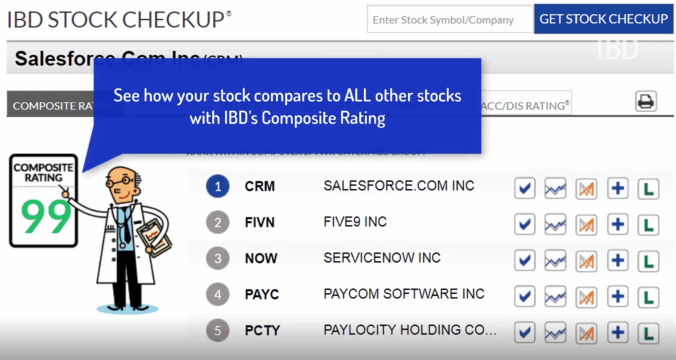 IBD STOCK CHECKUP®
Enter Stock Symbol/Company
GET STOCK CHECKUP
IBD
Salesforce Com Inc (CRM)
See how your stock compares to ALL other stocks
with IBD's Composite Rating
COMPOSITE
ACC/DIS RATING®
COMPOSITE
RATING
99
1 CRM SALESFORCE.COM INC L
2 FIVN FIVE9 INC L
3 NOW SERVICENOW INC L
4 PAYC PAYCOM SOFTWARE INC L
5 PCTY PAYLOCITY HOLDING CO... L